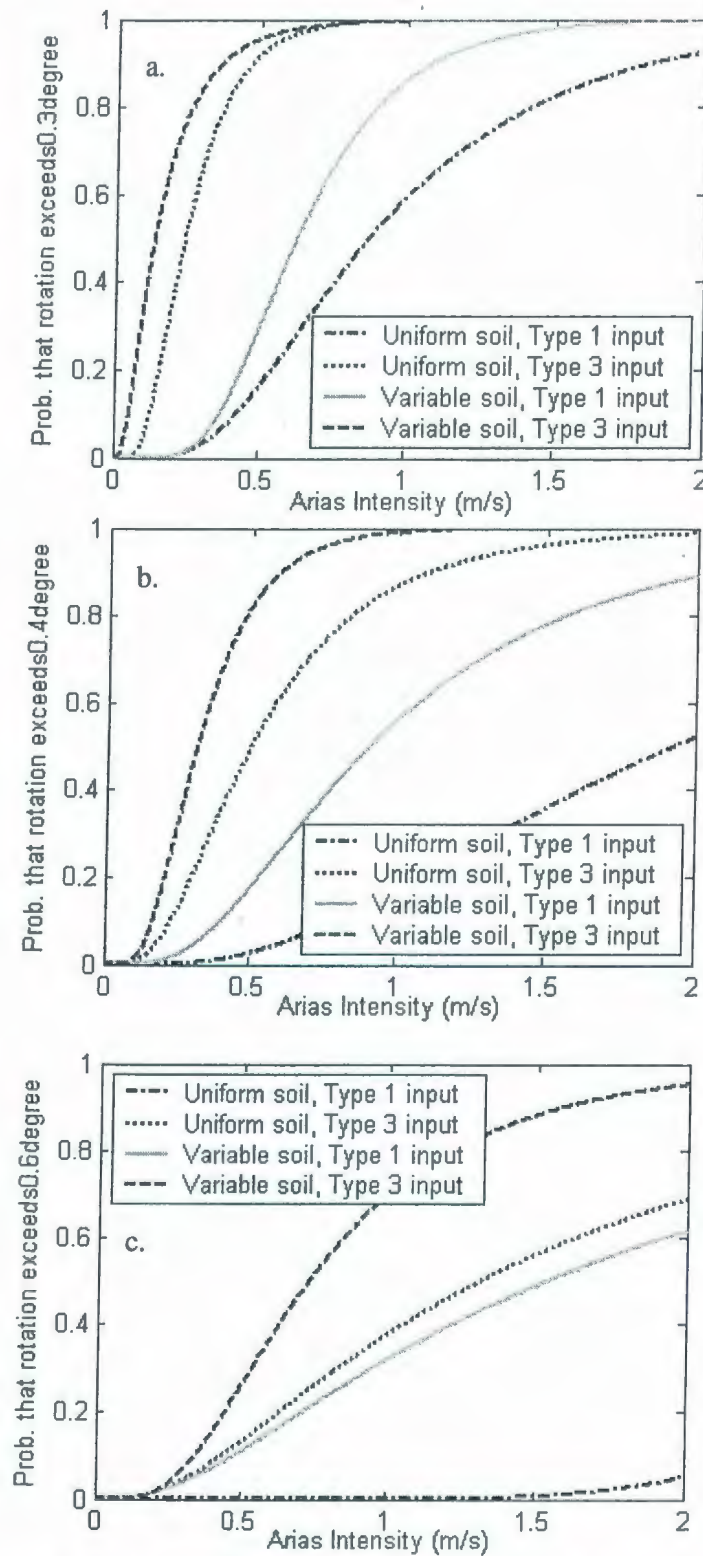 a.
Prob. that rotation exceeds0.3degree
1
0.8
0.6
0.4
0.2
0
Uniform soil, Type 1 input
Uniform soil, Type 3 input
Variable soil, Type 1 input
Variable soil, Type 3 input
0 0.5 1 1.5 2
Arias Intensity (m/s)
b.
Prob. that rotation exceeds0.4degree
1
0.8
0.6
0.4
0.2
0
Uniform soil, Type 1 input
Uniform soil, Type 3 input
Variable soil, Type 1 input
Variable soil, Type 3 input
0 0.5 1 1.5 2
Arias Intensity (m/s)
Prob. that rotation exceeds0.6degree
1
0.8
0.6
0.4
0.2
0
Uniform soil, Type 1 input
Uniform soil, Type 3 input
Variable soil, Type 1 input
Variable soil, Type 3 input
c.
0 0.5 1 1.5 2
Arias Intensity (m/s)